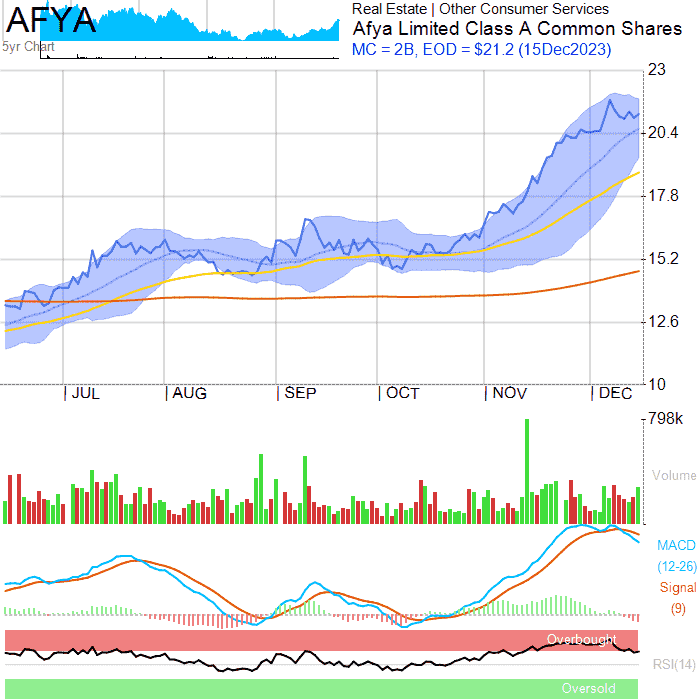 AFYA
5yr Chart
Real Estate | Other Consumer Services
Afya Limited Class A Common Shares
MC = 2B, EOD = $21.2 (15Dec2023)
23
20.4
17.8
15.2
12.6
10
JUL
AUG
SEP
OCT
NOV
DEC
798k
Volume
MACD
(12-26)
Signal
(9)
Overbought
RSI(14)
Oversold